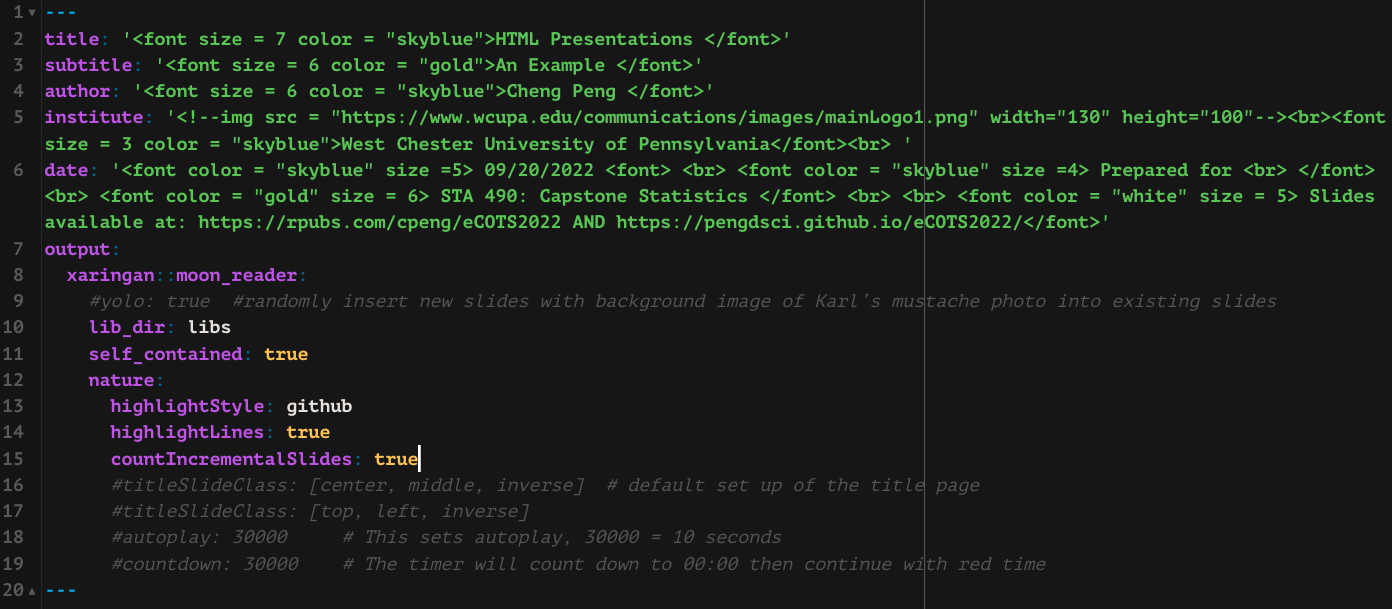 1 ---
2 title: '<font size = 7 color = "skyblue">HTML Presentations </font>'
3 subtitle: '<font size = 6 color = "gold">An Example </font>'
4 author: '<font size = 6 color = "skyblue">Cheng Peng </font>'
5 institute: '<!--img src = "https://www.wcupa.edu/communications/images/mainLogo1.png" width="130" height="100"--><br><font
size = 3 color = "skyblue">West Chester University of Pennsylvania</font><br> '
6 date: '<font color = "skyblue" size =5> 09/20/2022 <font> <br> <font color = "skyblue" size =4> Prepared for <br> </font>
<br> <font color = "gold" size = 6> STA 490: Capstone Statistics </font> <br> <br> <font color = "white" size = 5> Slides
available at: https://rpubs.com/cpeng/eCOTS2022 AND https://pengdsci.github.io/eCOTS2022/</font>'
7 output:
8 xaringan::moon_reader:
9 #yolo: true  #randomly insert new slides with background image of Karl's mustache photo into existing slides
10 lib_dir: libs
11 self_contained: true
12 nature:
13 highlightStyle: github
14 highlightLines: true
15 countIncrementalSlides: true
16 #titleSlideClass: [center, middle, inverse]  # default set up of the title page
17 #titleSlideClass: [top, left, inverse]
18 #autoplay: 30000     # This sets autoplay, 30000 = 10 seconds
19 #countdown: 30000    # The timer will count down to 00:00 then continue with red time
20 ---